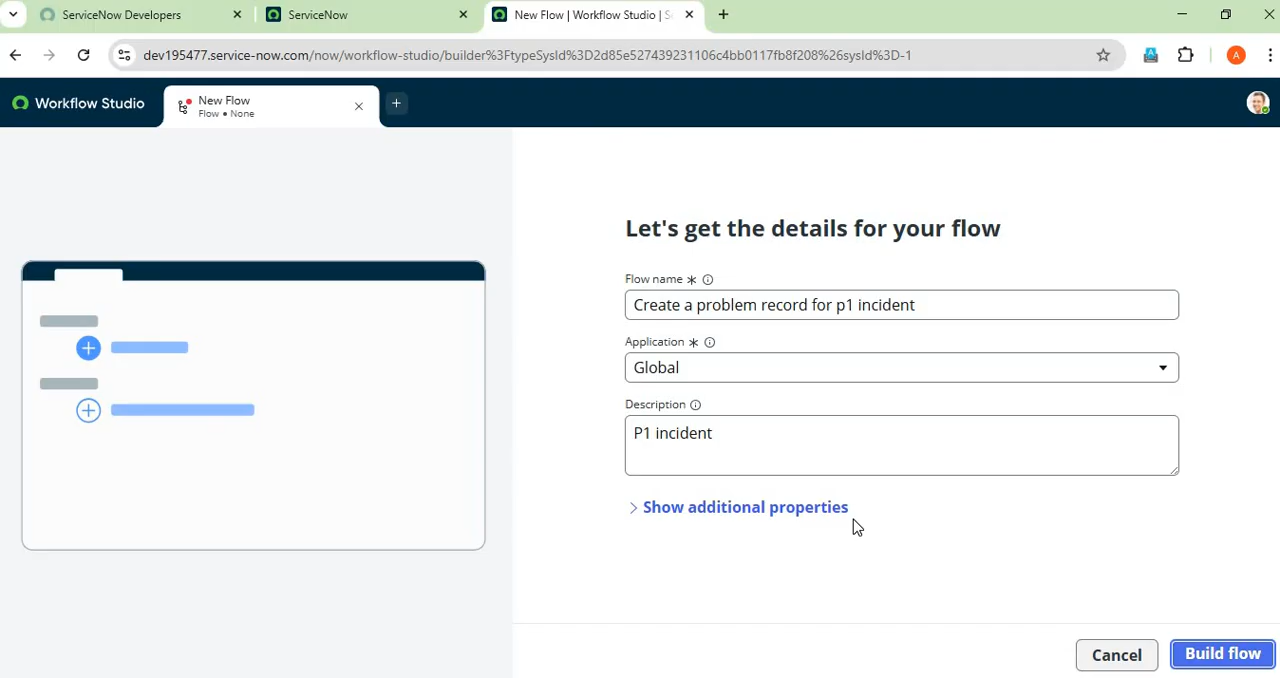 ServiceNow Developers
ServiceNow
New Flow | Workflow Studio | S
dev195477.service-now.com/now/workflow-studio/builder%3FtypeSysId%3D2d85e527439231106c4bb0117fb8f208%26sysId%3D-1
A
Workflow Studio
New Flow
Flow • None
Let's get the details for your flow
Flow name *
Create a problem record for p1 incident
Application *
Global
Description
P1 incident
Show additional properties
Cancel
Build flow